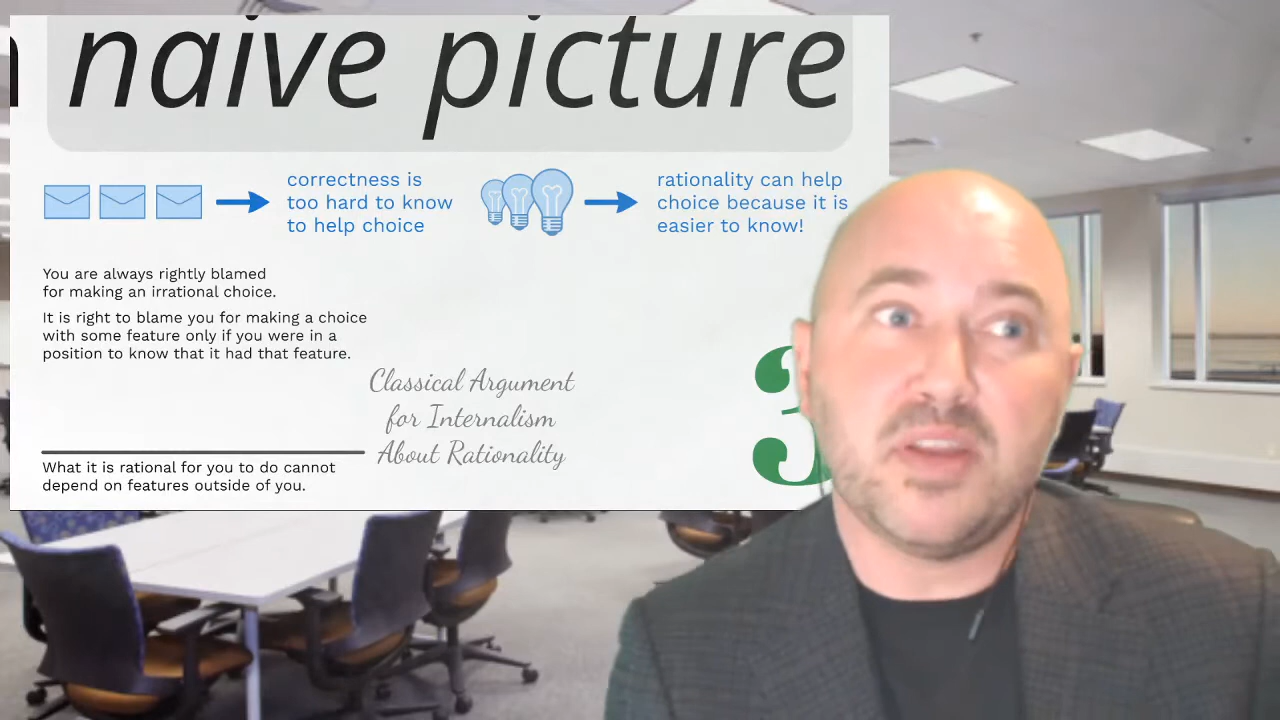 naive picture
correctness is
too hard to know
to help choice
rationality can help
choice because it is
easier to know!
You are always rightly blamed
for making an irrational choice.
It is right to blame you for making a choice
with some feature only if you were in a
position to know that it had that feature.
Classical Argument
for Internalism
About Rationality
3
What it is rational for you to do cannot
depend on features outside of you.